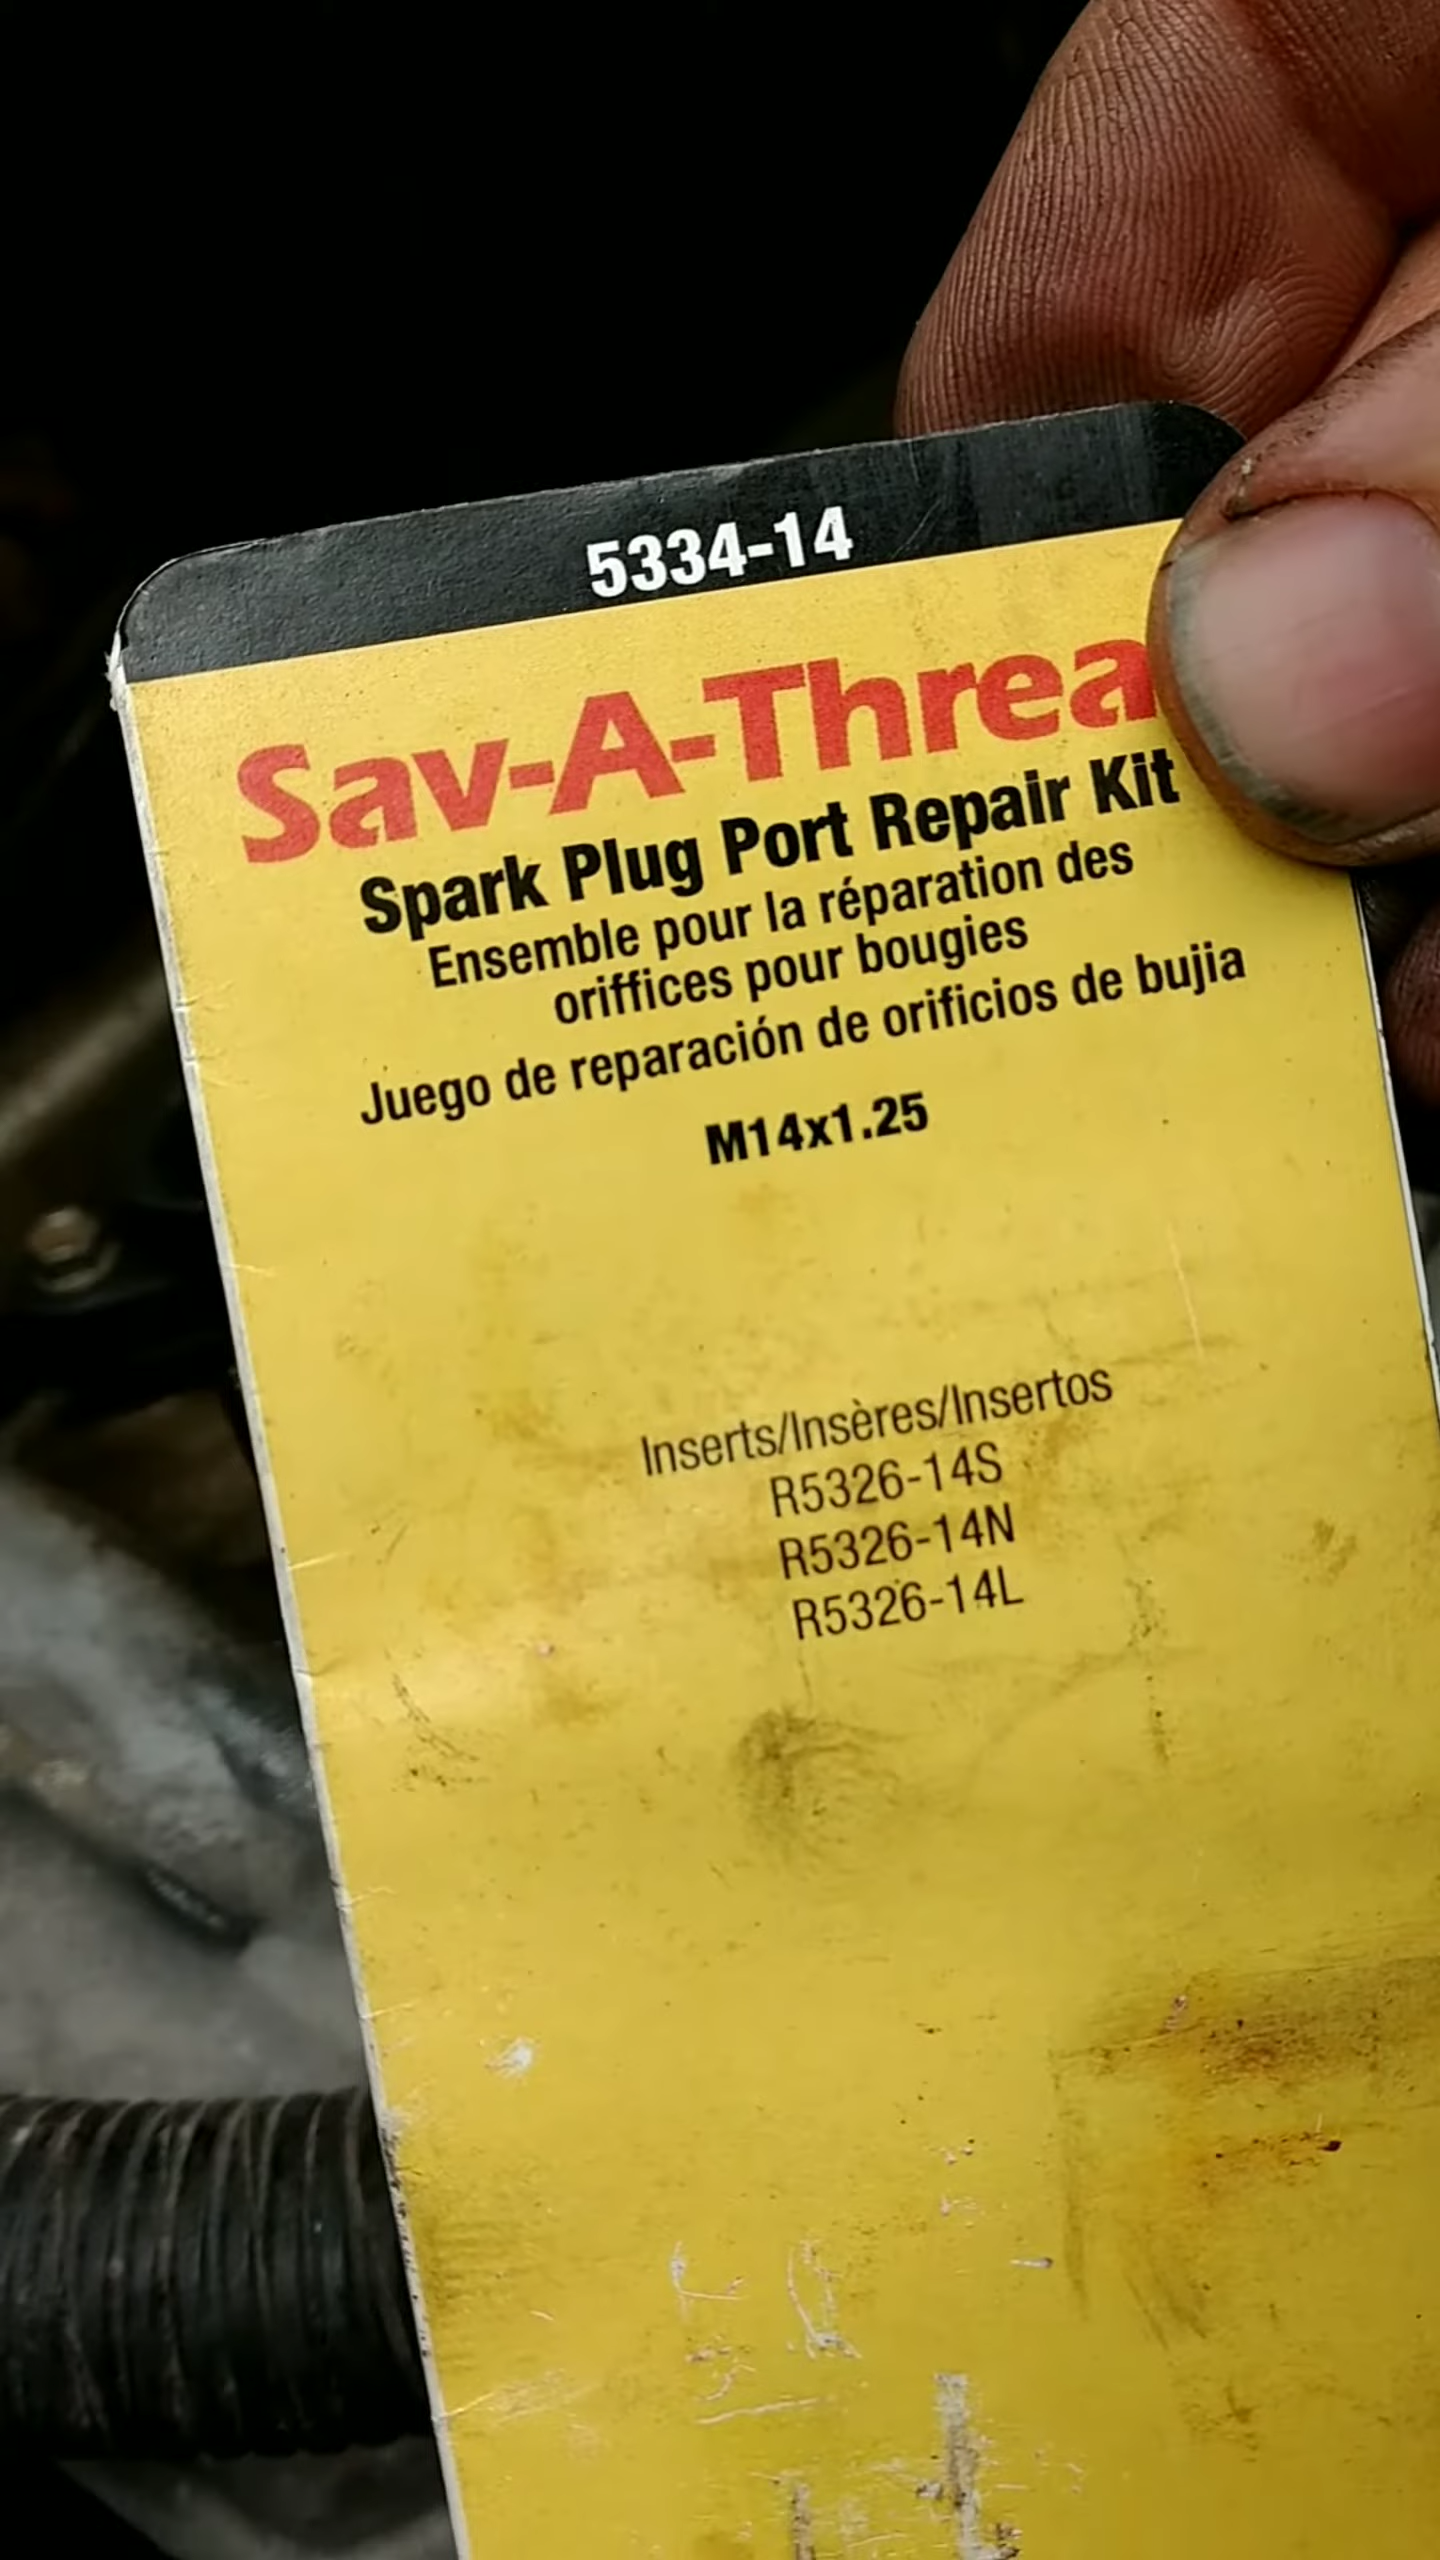 5334-14
Sav-A-Threa
Spark Plug Port Repair Kit
Ensemble pour la réparation des
oriffices pour bougies
Juego de reparación de orificios de bujia
M14x1.25
Inserts/Insères/Insertos
R5326-14S
R5326-14N
R5326-14L